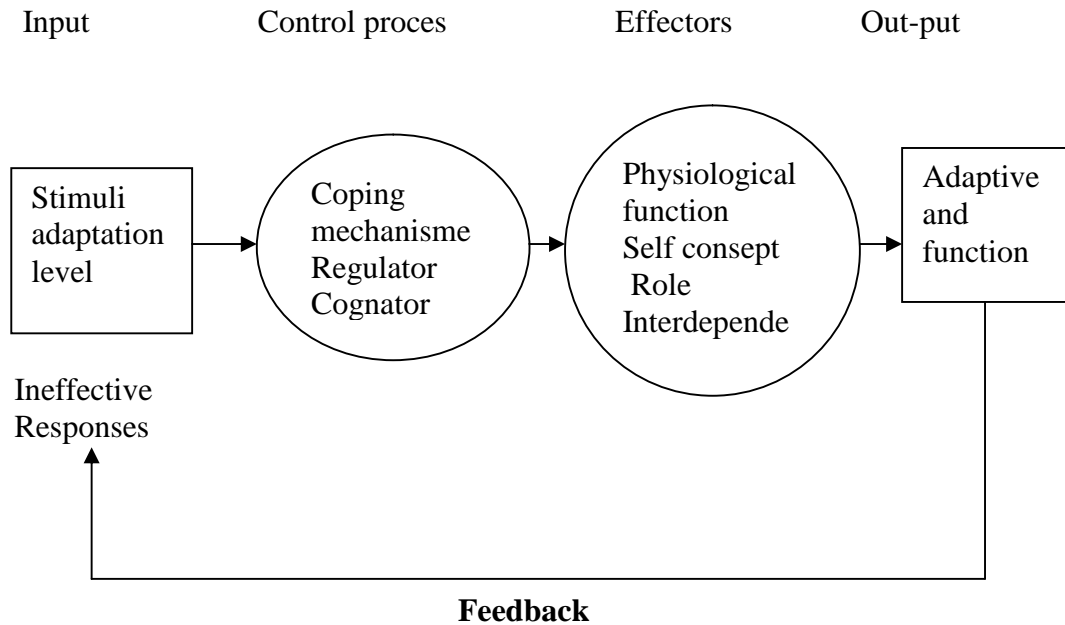 Input
Control proces
Effectors
Out-put
Stimuli
adaptation
level
Coping
mechanisme
Regulator
Cognator
Physiological
function
Self consept
Role
Interdepende
Adaptive
and
function
Ineffective
Responses
Feedback